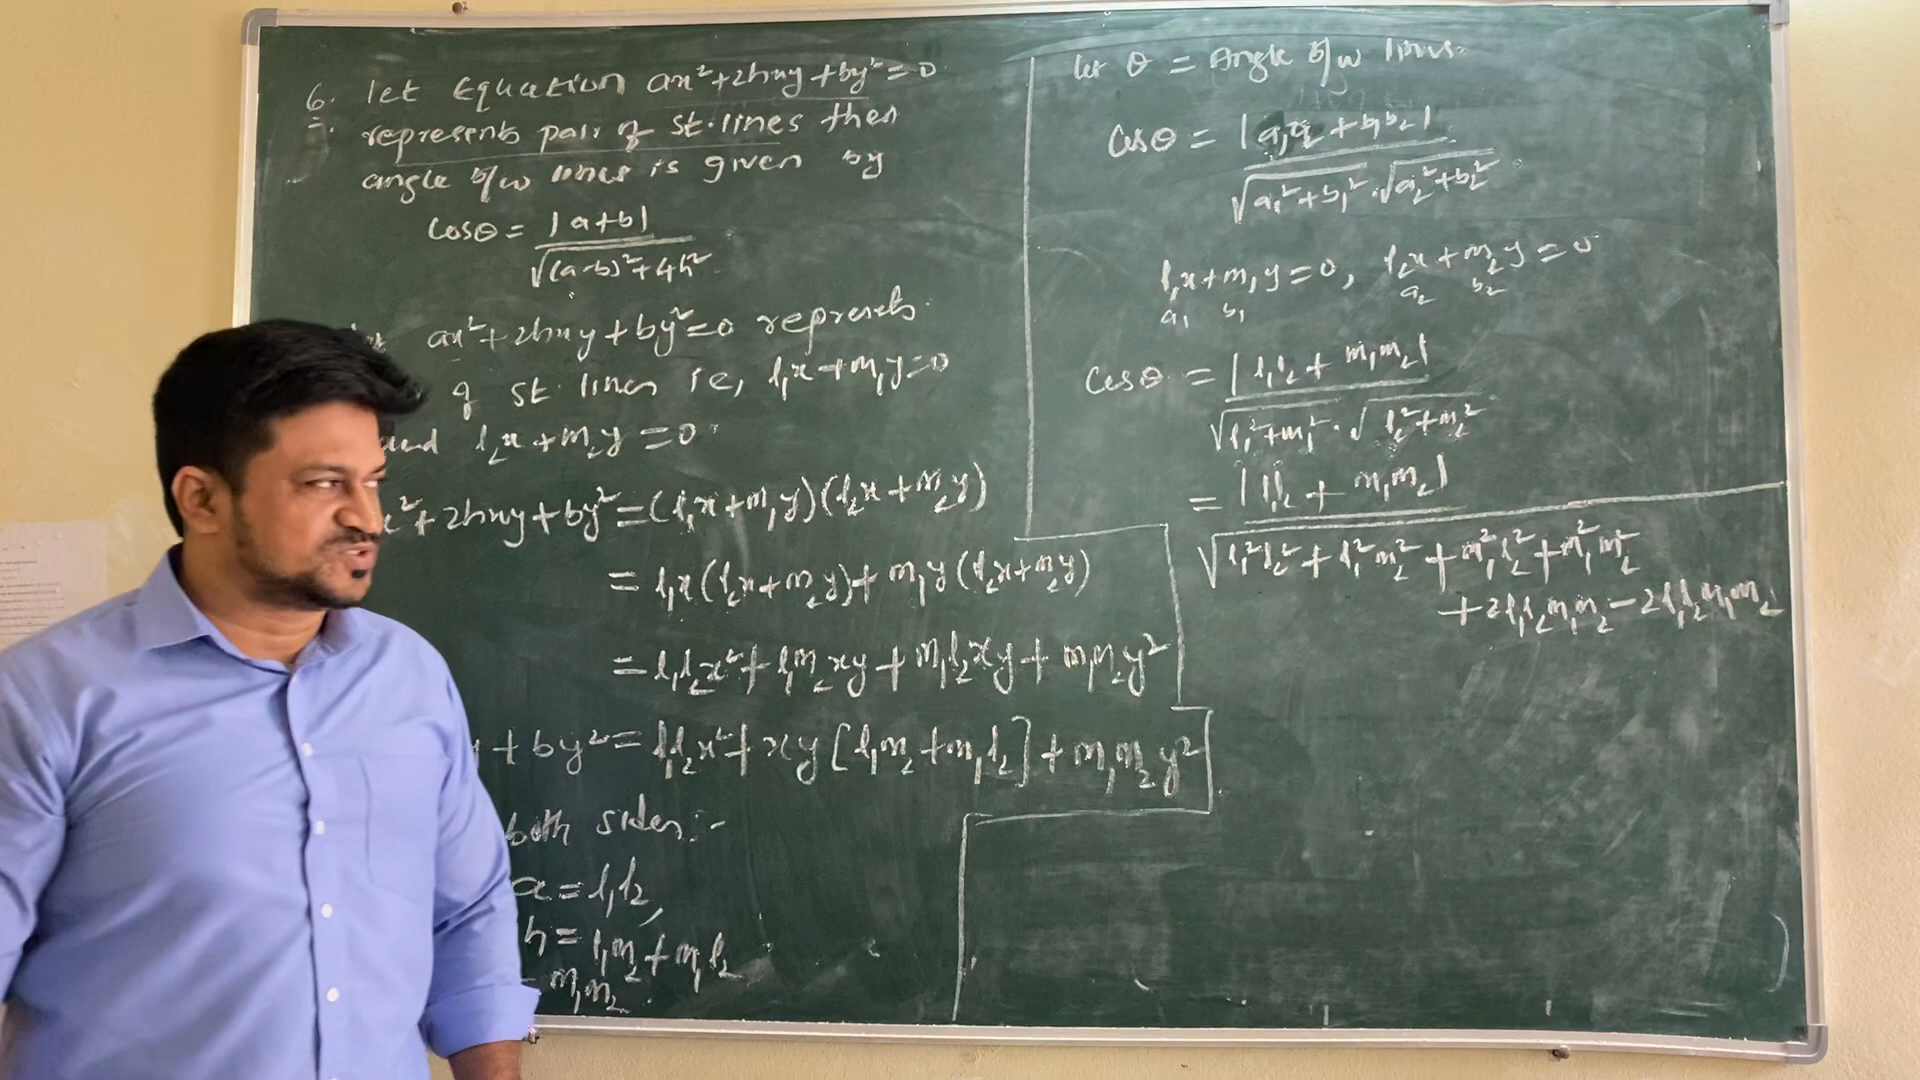 6. let Equation ax²+2hxy+by²=0
represents pair of st.lines then
angle b/w lines is given by
Cosθ = |a+b| / √((a-b)²+4h²)
ax²+2hxy+by²=0 represents
of st. lines ie, l₁x+m₁y=0
and l₂x+m₂y=0
x²+2hxy+by²=(l₁x+m₁y)(l₂x+m₂y)
= l₁x(l₂x+m₂y)+m₁y(l₂x+m₂y)
= l₁l₂x²+l₁m₂xy+m₁l₂xy+m₁m₂y²
+by²= l₁l₂x²+xy[l₁m₂+m₁l₂]+m₁m₂y²
both sides:-
a=l₁l₂,
h= l₁m₂+m₁l₂
m₁m₂.
let θ = Angle b/w lines.
Cosθ = |a₁a₂+b₁b₂| / √(a₁²+b₁²).√(a₂²+b₂²)
l₁x+m₁y=0, l₂x+m₂y=0
a₁ b₁ a₂ b₂
Cosθ = |l₁l₂+m₁m₂| / √(l₁²+m₁²).√(l₂²+m₂²)
= |l₁l₂+m₁m₂| / √(l₁²l₂²+l₁²m₂²+m₁²l₂²+m₁²m₂²
+2l₁l₂m₁m₂-2l₁l₂m₁m₂)